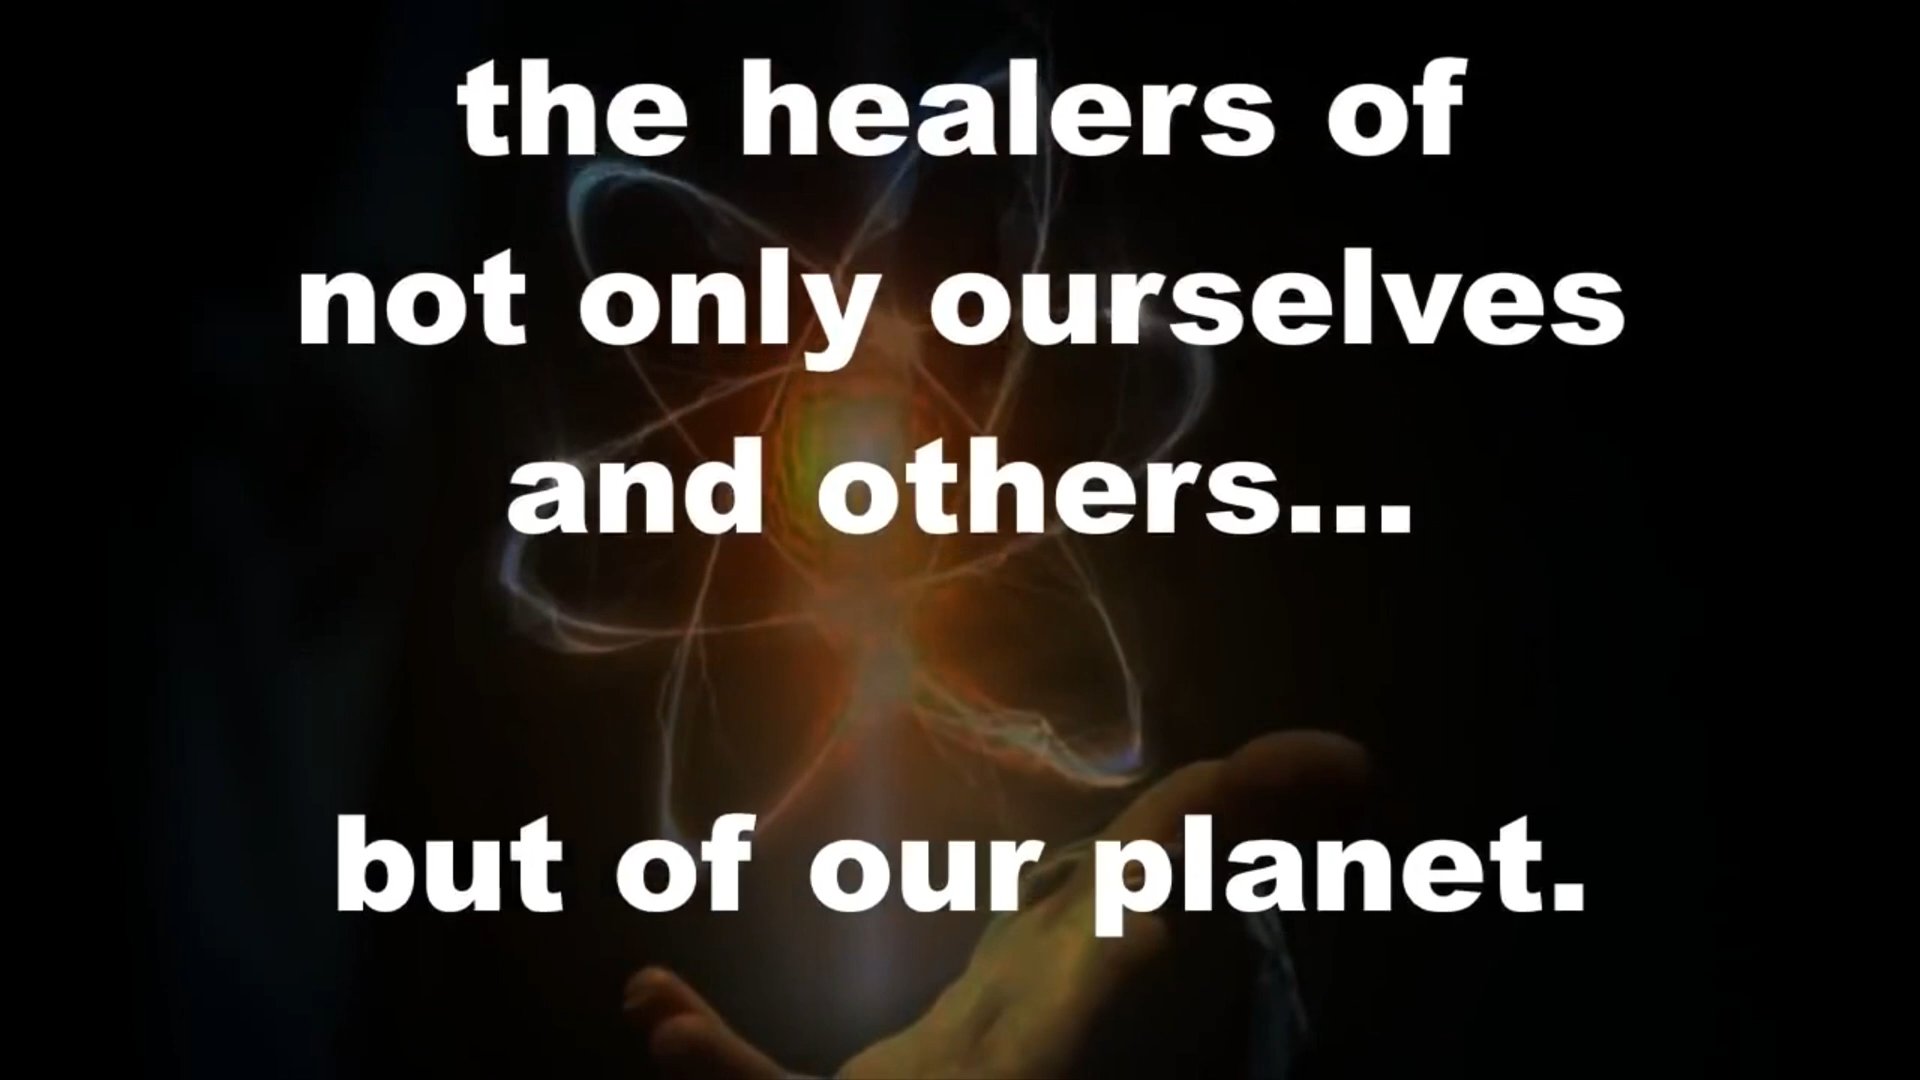 the healers of
not only ourselves
and others...
but of our planet.